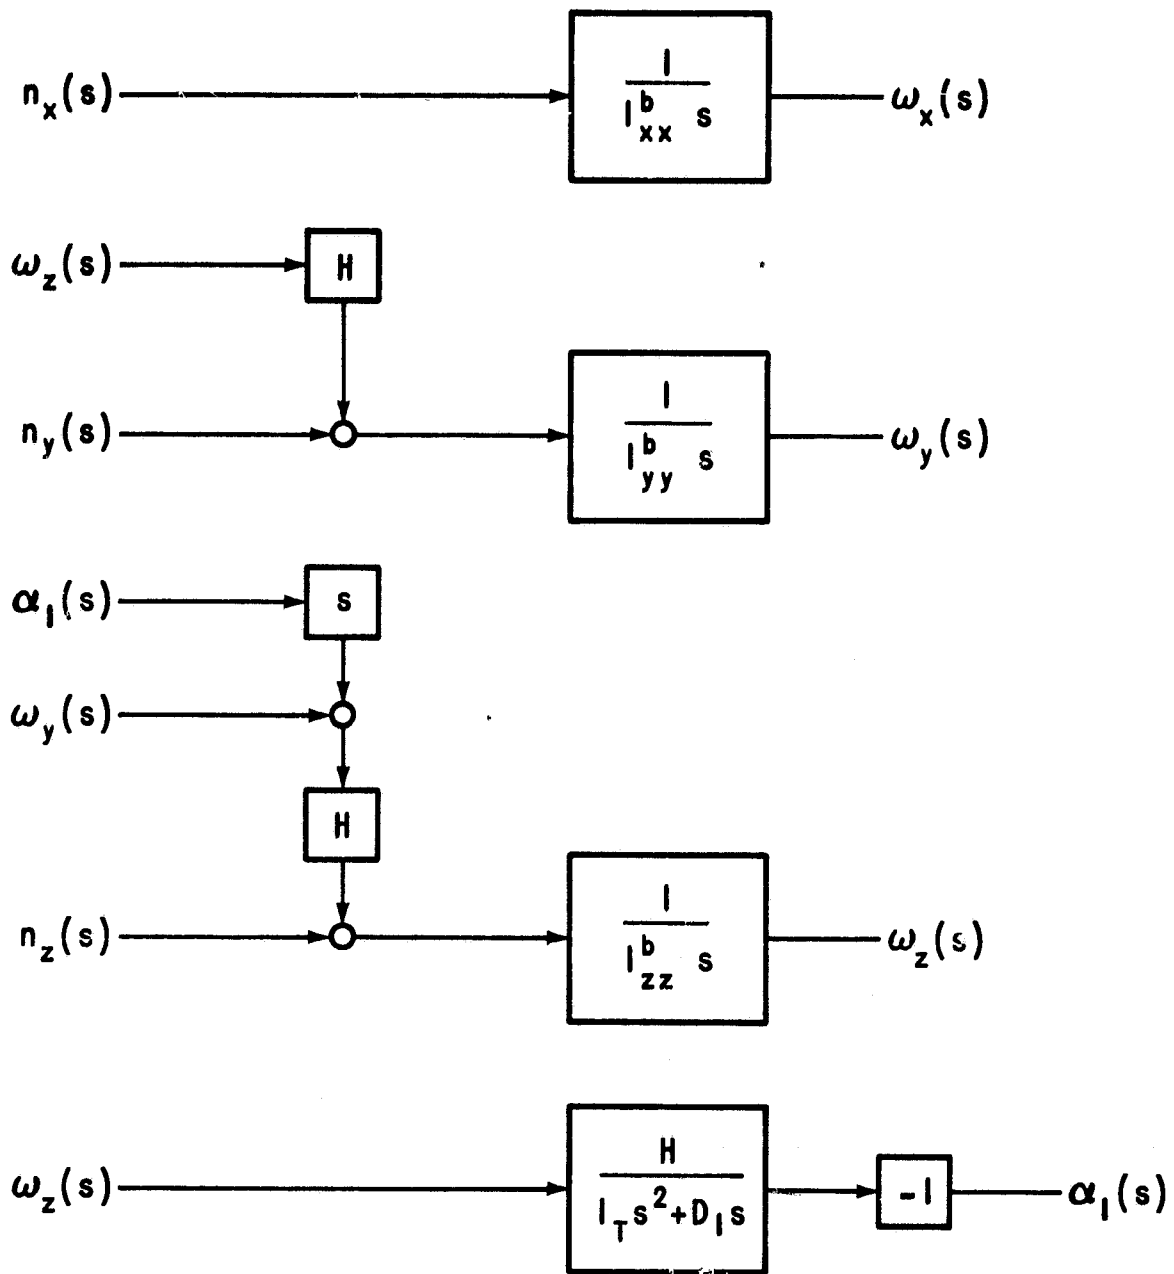 n_x(s)
1
I^b_xx s
ω_x(s)
ω_z(s)
H
n_y(s)
1
I^b_yy s
ω_y(s)
α_1(s)
s
ω_y(s)
H
n_z(s)
1
I^b_zz s
ω_z(s)
ω_z(s)
H
I_T s^2+D_1 s
-1
α_1(s)